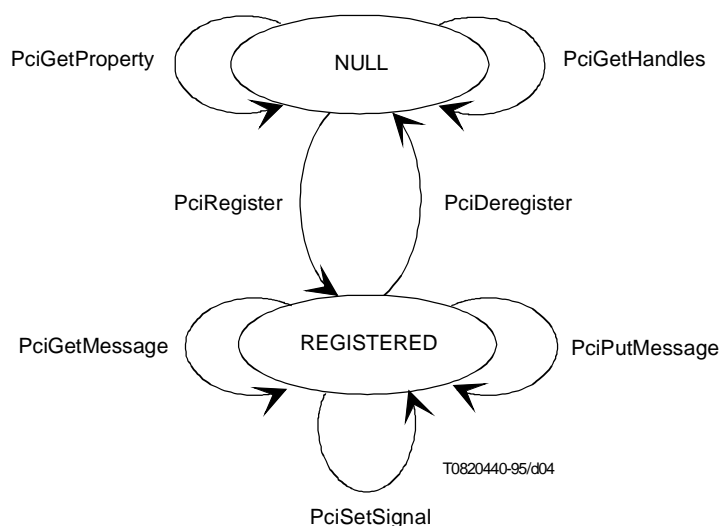 PciGetProperty
NULL
PciGetHandles
PciRegister
PciDeregister
PciGetMessage
REGISTERED
PciPutMessage
T0820440-95/d04
PciSetSignal